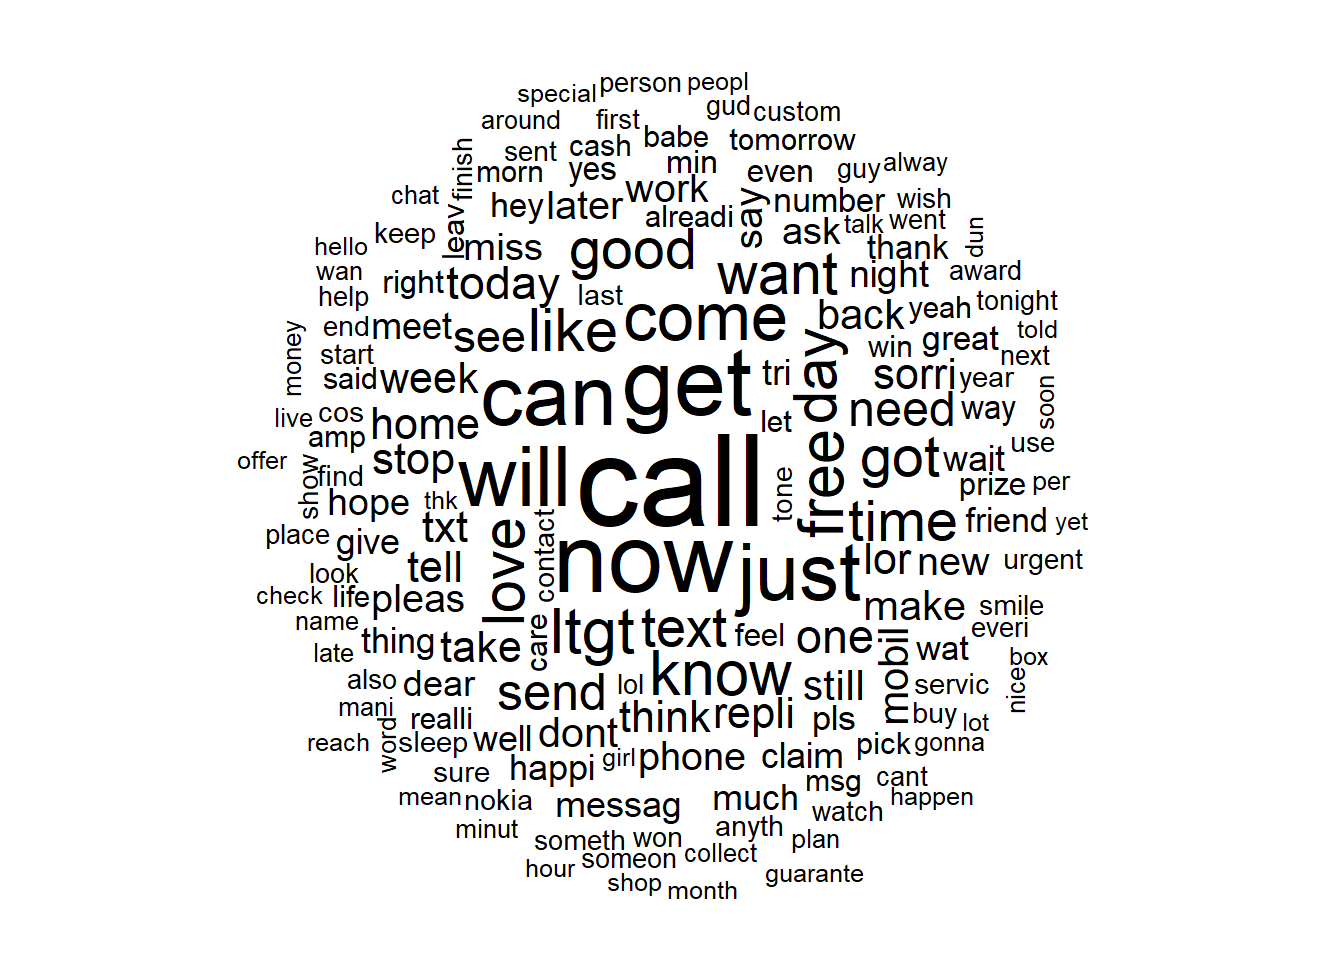 person peopl
special
gud custom
around first babe tomorrow
sent cash min
finish morn yes even guy alway
chat work number wish
hey later alreadi say talk went
keep leav miss good ask thank dun
hello
wan right today last want night award
help
money end meet see like come back yeah tonight
start win great told
said week can get tri day sorri year next
live cos home let need way soon
amp
offer show find stop will call free got wait use
hope thk tone prize per
place give txt love contact now just time friend yet
look tell lor new urgent
check life pleas
name thing take care ltgt text feel one make smile
late mobil wat everi
also dear send lol know still servic box
mani nice
realli think repli pls buy lot
reach word sleep well dont girl phone claim pick gonna
sure happi msg cant
mean nokia messag much watch happen
minut someth won anyth plan
hour someon collect
shop month guarante